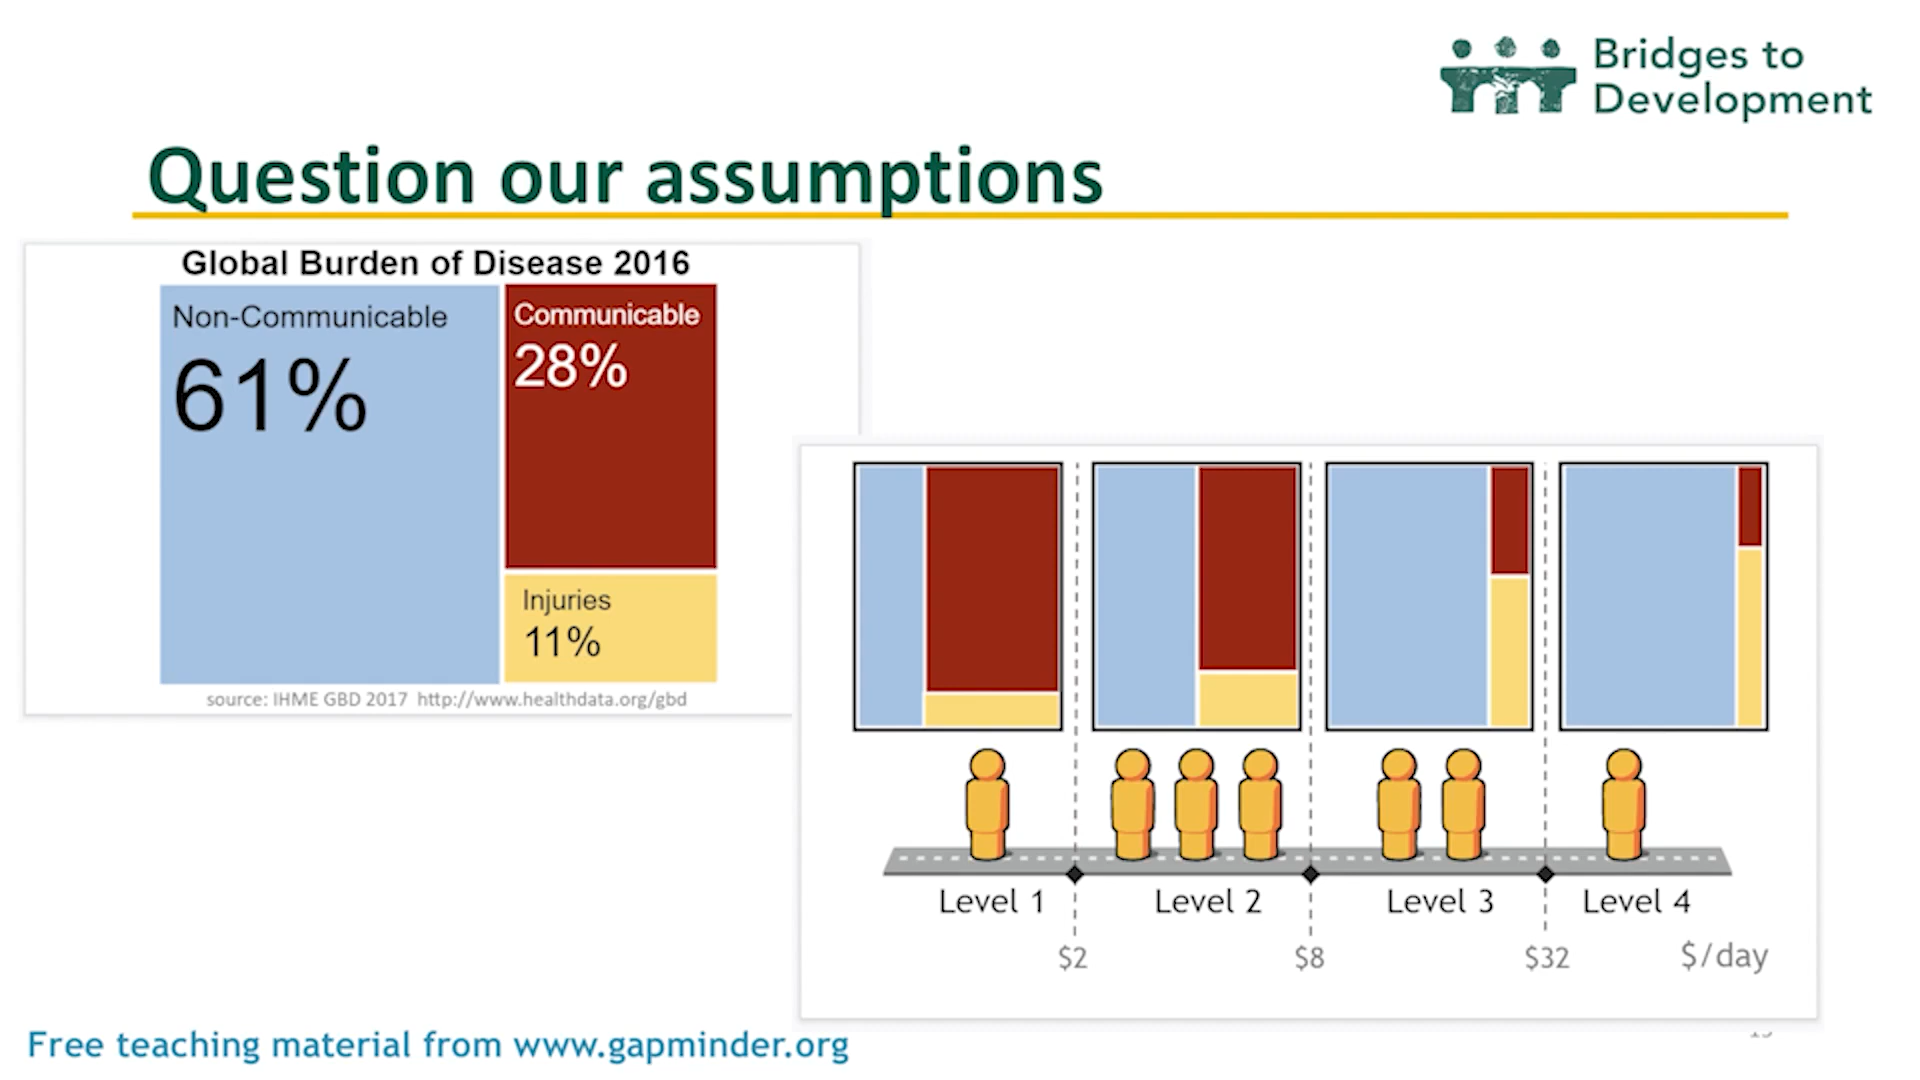 Bridges to
Development
Question our assumptions
Global Burden of Disease 2016
Non-Communicable
61%
Communicable
28%
Injuries
11%
source: IHME GBD 2017 http://www.healthdata.org/gbd
Level 1
Level 2
Level 3
Level 4
$2
$8
$32
$/day
Free teaching material from www.gapminder.org